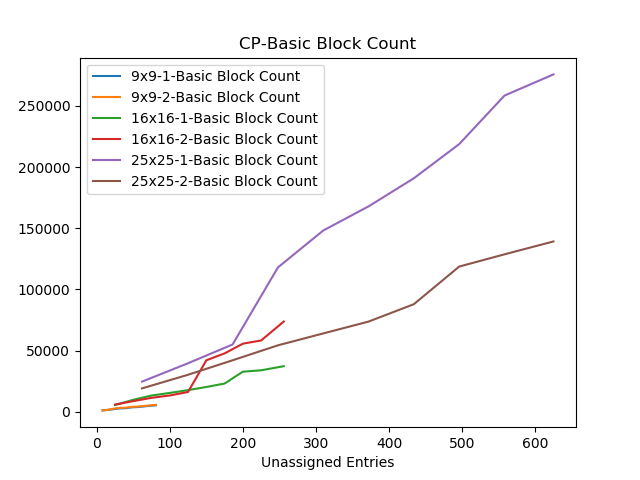 CP-Basic Block Count
9x9-1-Basic Block Count
9x9-2-Basic Block Count
16x16-1-Basic Block Count
16x16-2-Basic Block Count
25x25-1-Basic Block Count
25x25-2-Basic Block Count
250000
200000
150000
100000
50000
0
0 100 200 300 400 500 600
Unassigned Entries